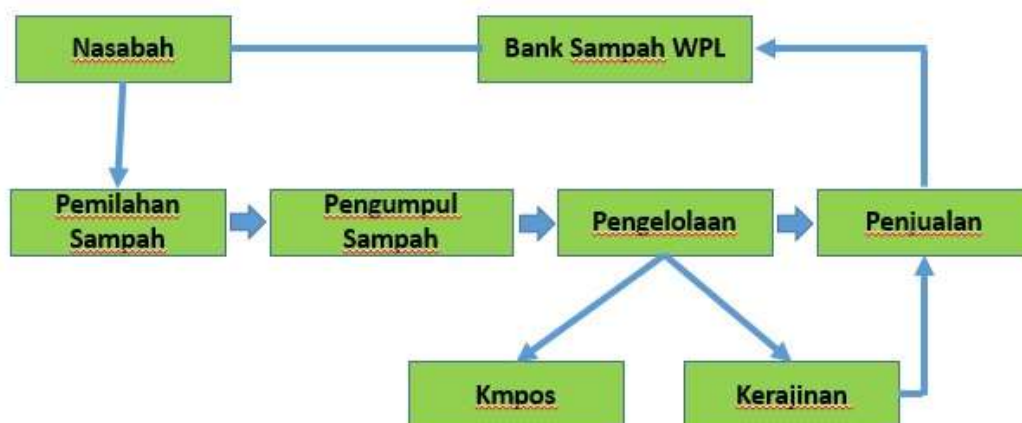 Nasabah
Bank Sampah WPL
Pemilahan
Sampah
Pengumpul
Sampah
Pengelolaan
Penjualan
Kmpos
Kerajinan